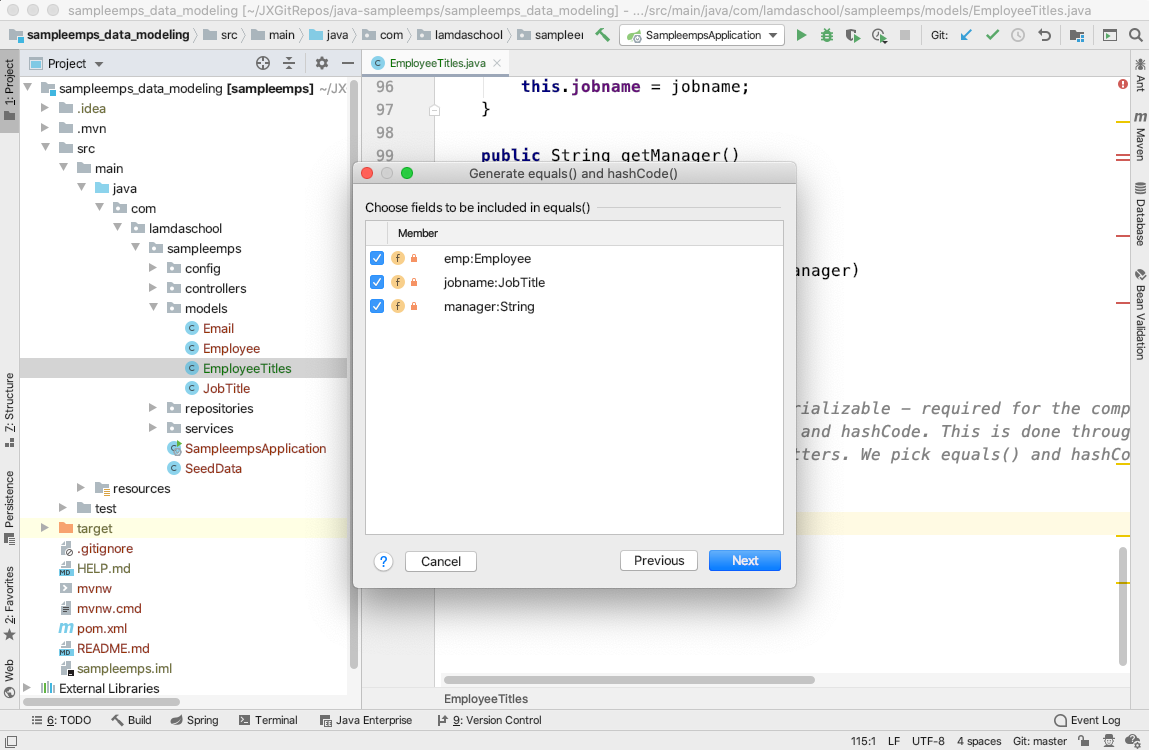 sampleemps_data_modeling [~/JXGitRepos/java-sampleemps/sampleemps_data_modeling] - .../src/main/java/com/lamdaschool/sampleemps/models/EmployeeTitles.java
sampleemps_data_modeling src main java com lamdaschool sampleer SampleempsApplication Git:
1: Project
Project
EmployeeTitles.java
sampleemps_data_modeling [sampleemps] ~/JX
.idea
.mvn
src
main
java
com
lamdaschool
sampleemps
config
controllers
models
Email
Employee
EmployeeTitles
JobTitle
repositories
services
SampleempsApplication
SeedData
resources
test
target
.gitignore
HELP.md
mvnw
mvnw.cmd
pom.xml
README.md
sampleemps.iml
External Libraries
Z: Structure
Persistence
2: Favorites
Web
96 this.jobname = jobname;
97 }
98
99 public String getManager()
anager)
rializable – required for the comp
and hashCode. This is done throug
tters. We pick equals() and hashCo
Generate equals() and hashCode()
Choose fields to be included in equals()
Member
emp:Employee
jobname:JobTitle
manager:String
? Cancel Previous Next
EmployeeTitles
Ant
Maven
Database
Bean Validation
6: TODO Build Spring Terminal Java Enterprise 9: Version Control Event Log
115:1 LF UTF-8 4 spaces Git: master